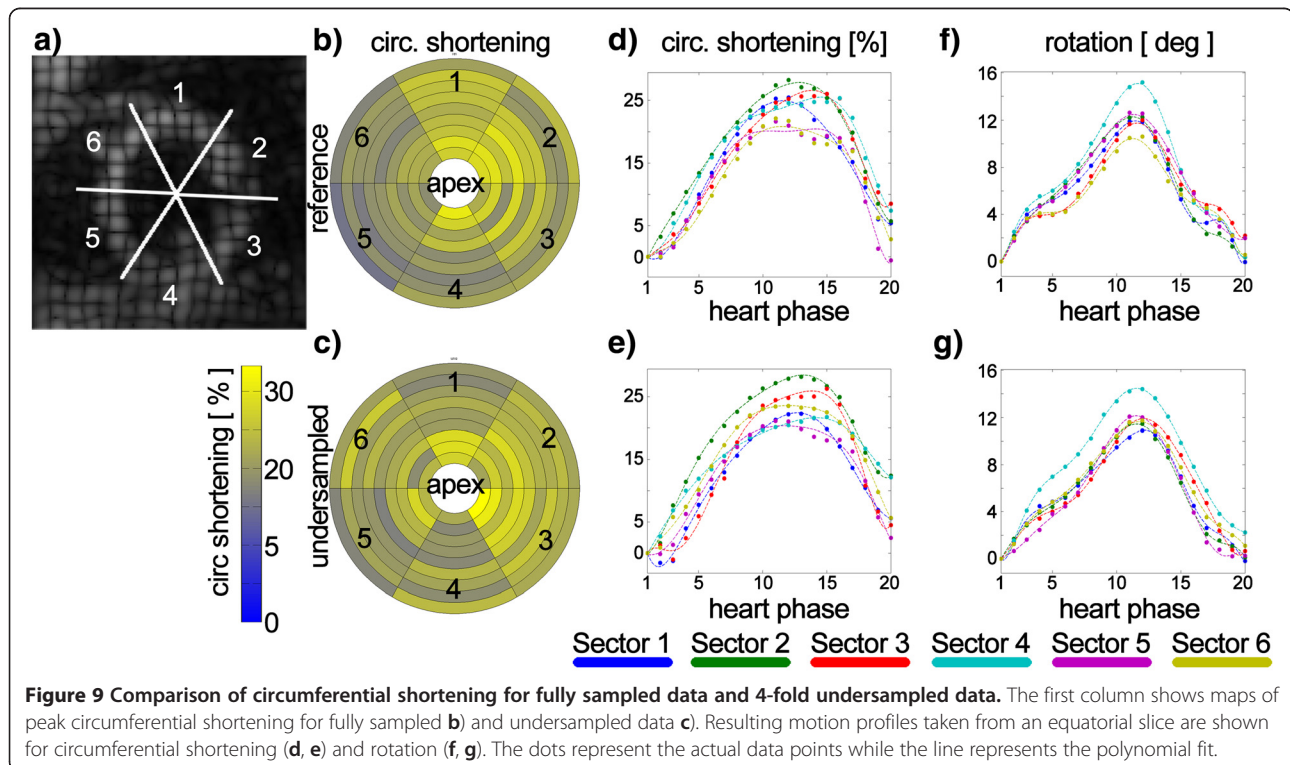 a)
1
2
3
4
5
6
b) circ. shortening
reference
1
2
3
4
5
6
apex
c)
undersampled
1
2
3
4
5
6
apex
circ shortening [ % ]
30
20
5
0
d) circ. shortening [%]
25
15
5
0
1 5 10 15 20
heart phase
e)
25
15
5
0
1 5 10 15 20
heart phase
f) rotation [ deg ]
16
12
8
4
0
1 5 10 15 20
heart phase
g)
16
12
8
4
0
1 5 10 15 20
heart phase
Sector 1 Sector 2 Sector 3 Sector 4 Sector 5 Sector 6
Figure 9 Comparison of circumferential shortening for fully sampled data and 4-fold undersampled data. The first column shows maps of
peak circumferential shortening for fully sampled b) and undersampled data c). Resulting motion profiles taken from an equatorial slice are shown
for circumferential shortening (d, e) and rotation (f, g). The dots represent the actual data points while the line represents the polynomial fit.